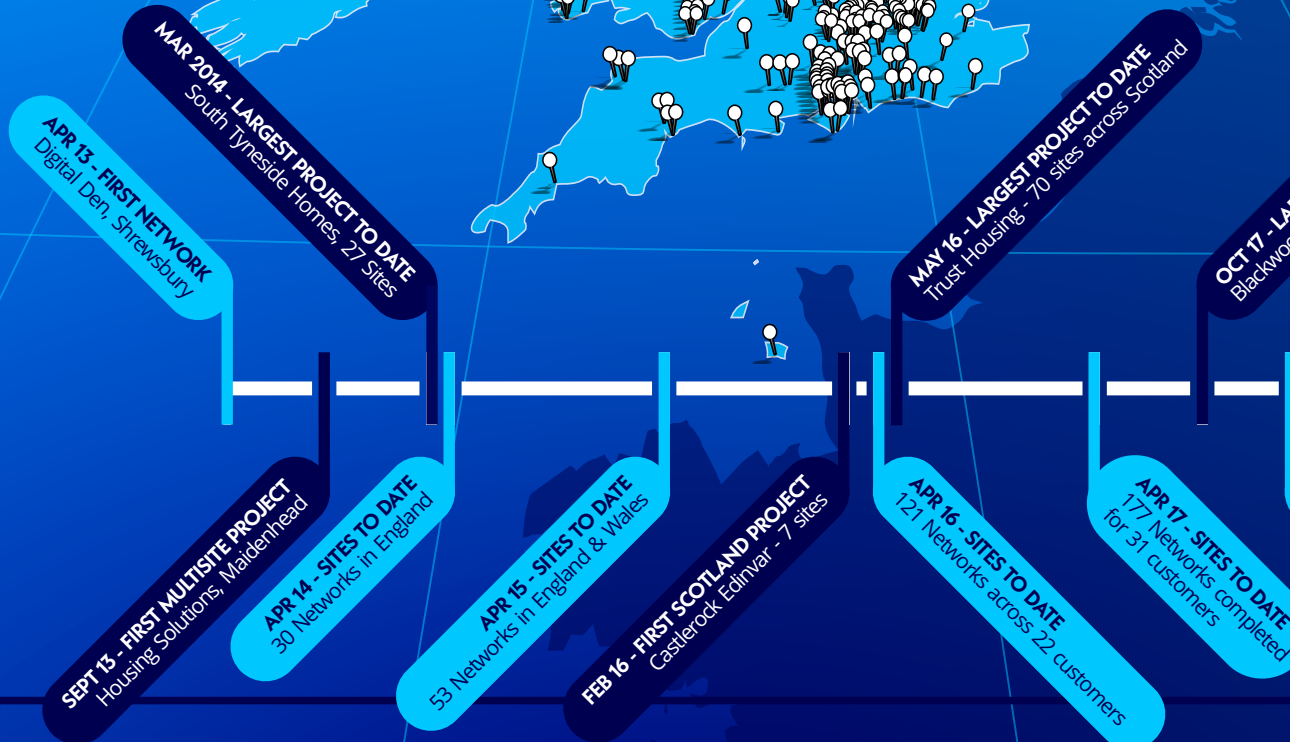 APR 13 - FIRST NETWORK
Digital Den, Shrewsbury
MAR 2014 - LARGEST PROJECT TO DATE
South Tyneside Homes, 27 Sites
MAY 16 - LARGEST PROJECT TO DATE
Trust Housing - 70 sites across Scotland
OCT 17 -
SEPT 13 - FIRST MULTISITE PROJECT
Housing Solutions, Maidenhead
APR 14 - SITES TO DATE
30 Networks in England
APR 15 - SITES TO DATE
53 Networks in England & Wales
FEB 16 - FIRST SCOTLAND PROJECT
Castlerock Edinvar - 7 sites
APR 16 - SITES TO DATE
121 Networks across 22 customers
APR 17 - SITES TO DATE
177 Networks completed
for 31 customers